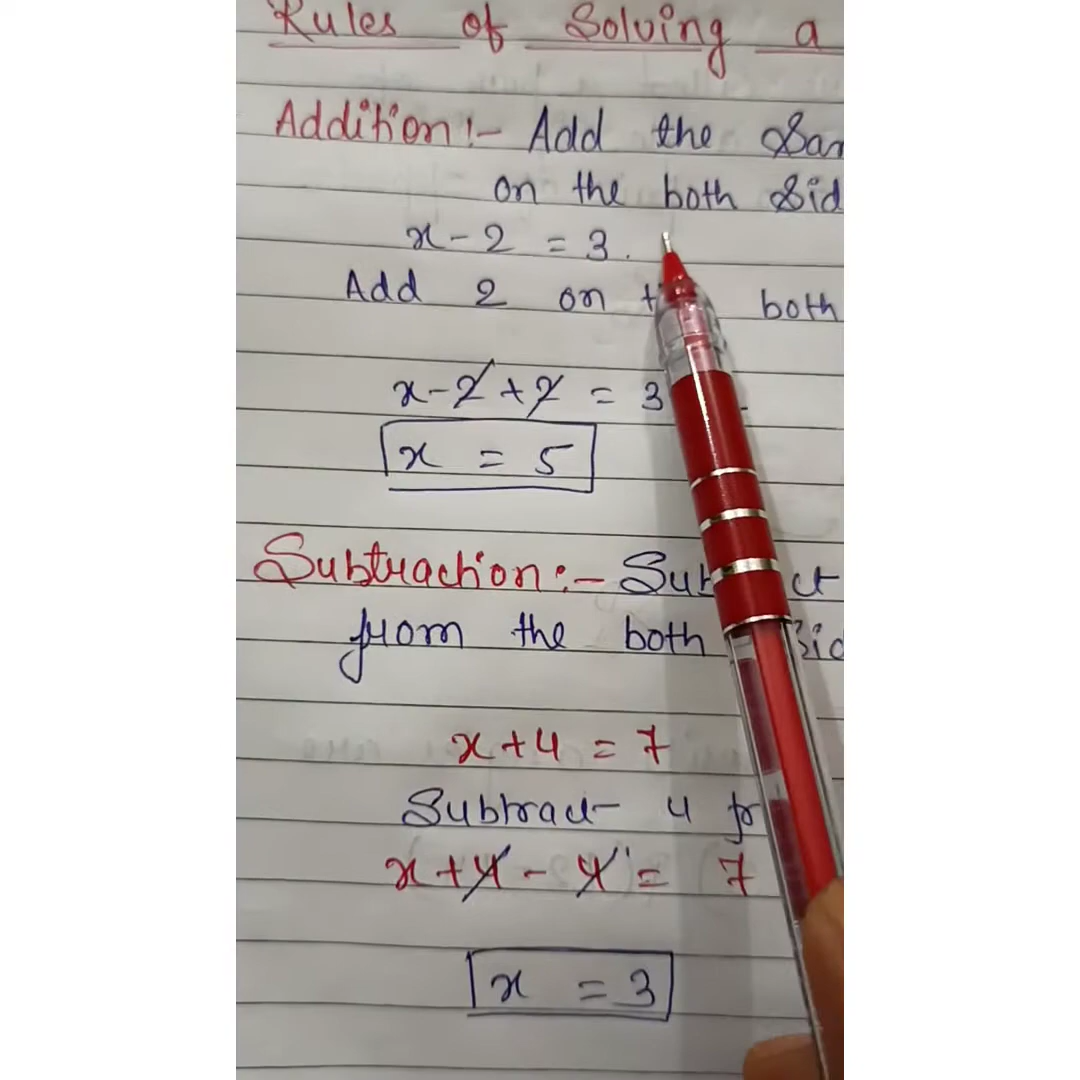 Rules of Solving a
Addition:- Add the
on the both
x - 2 = 3.
Add 2 on both
x - 2 + 2 = 3
x = 5
Subtraction:-
from the both
x + 4 = 7
Subtract 4
x + 4 - 4 = 7
x = 3